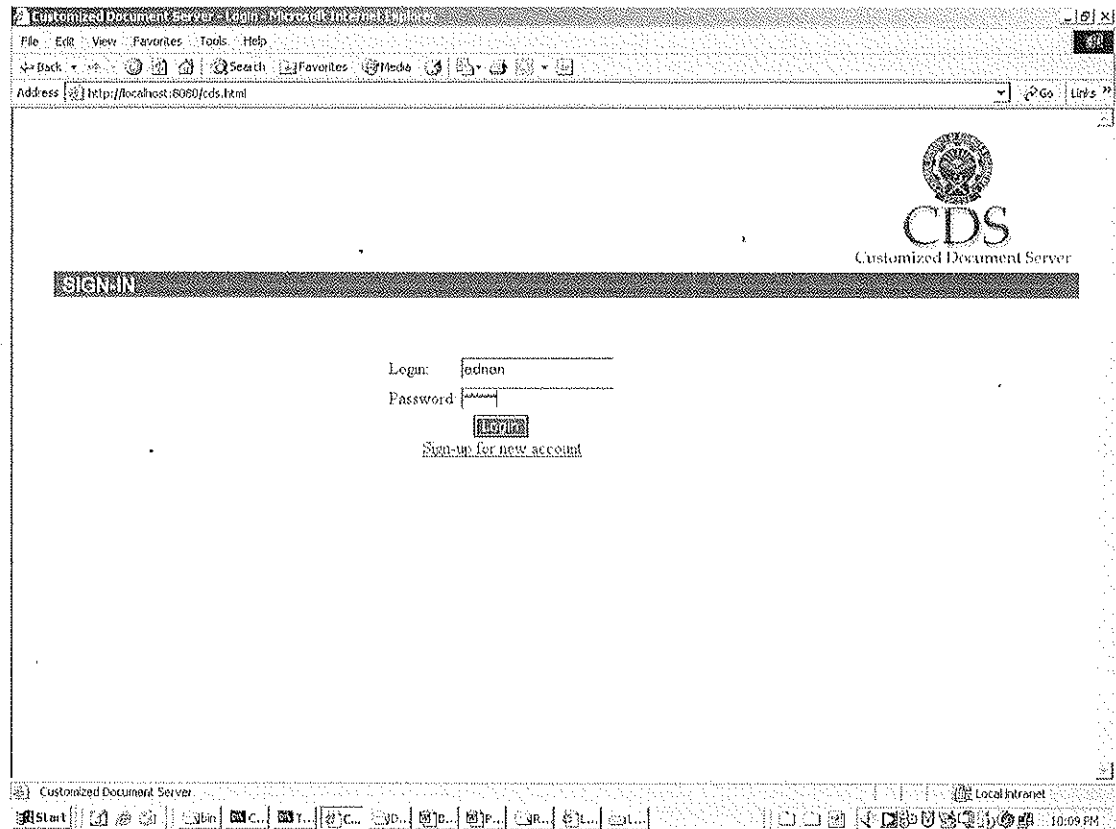 Customized Document Server - Login - Microsoft Internet Explorer
File Edit View Favorites Tools Help
Back Search Favorites Media
Address http://localhost:8080/cds.html Go Links »
CDS
Customized Document Server
SIGN-IN
Login: adnan
Password: ******
Login
Sign-up for new account
Customized Document Server Local intranet
Start bin C... T... C... D... D... P... R... L... L... 10:09 PM